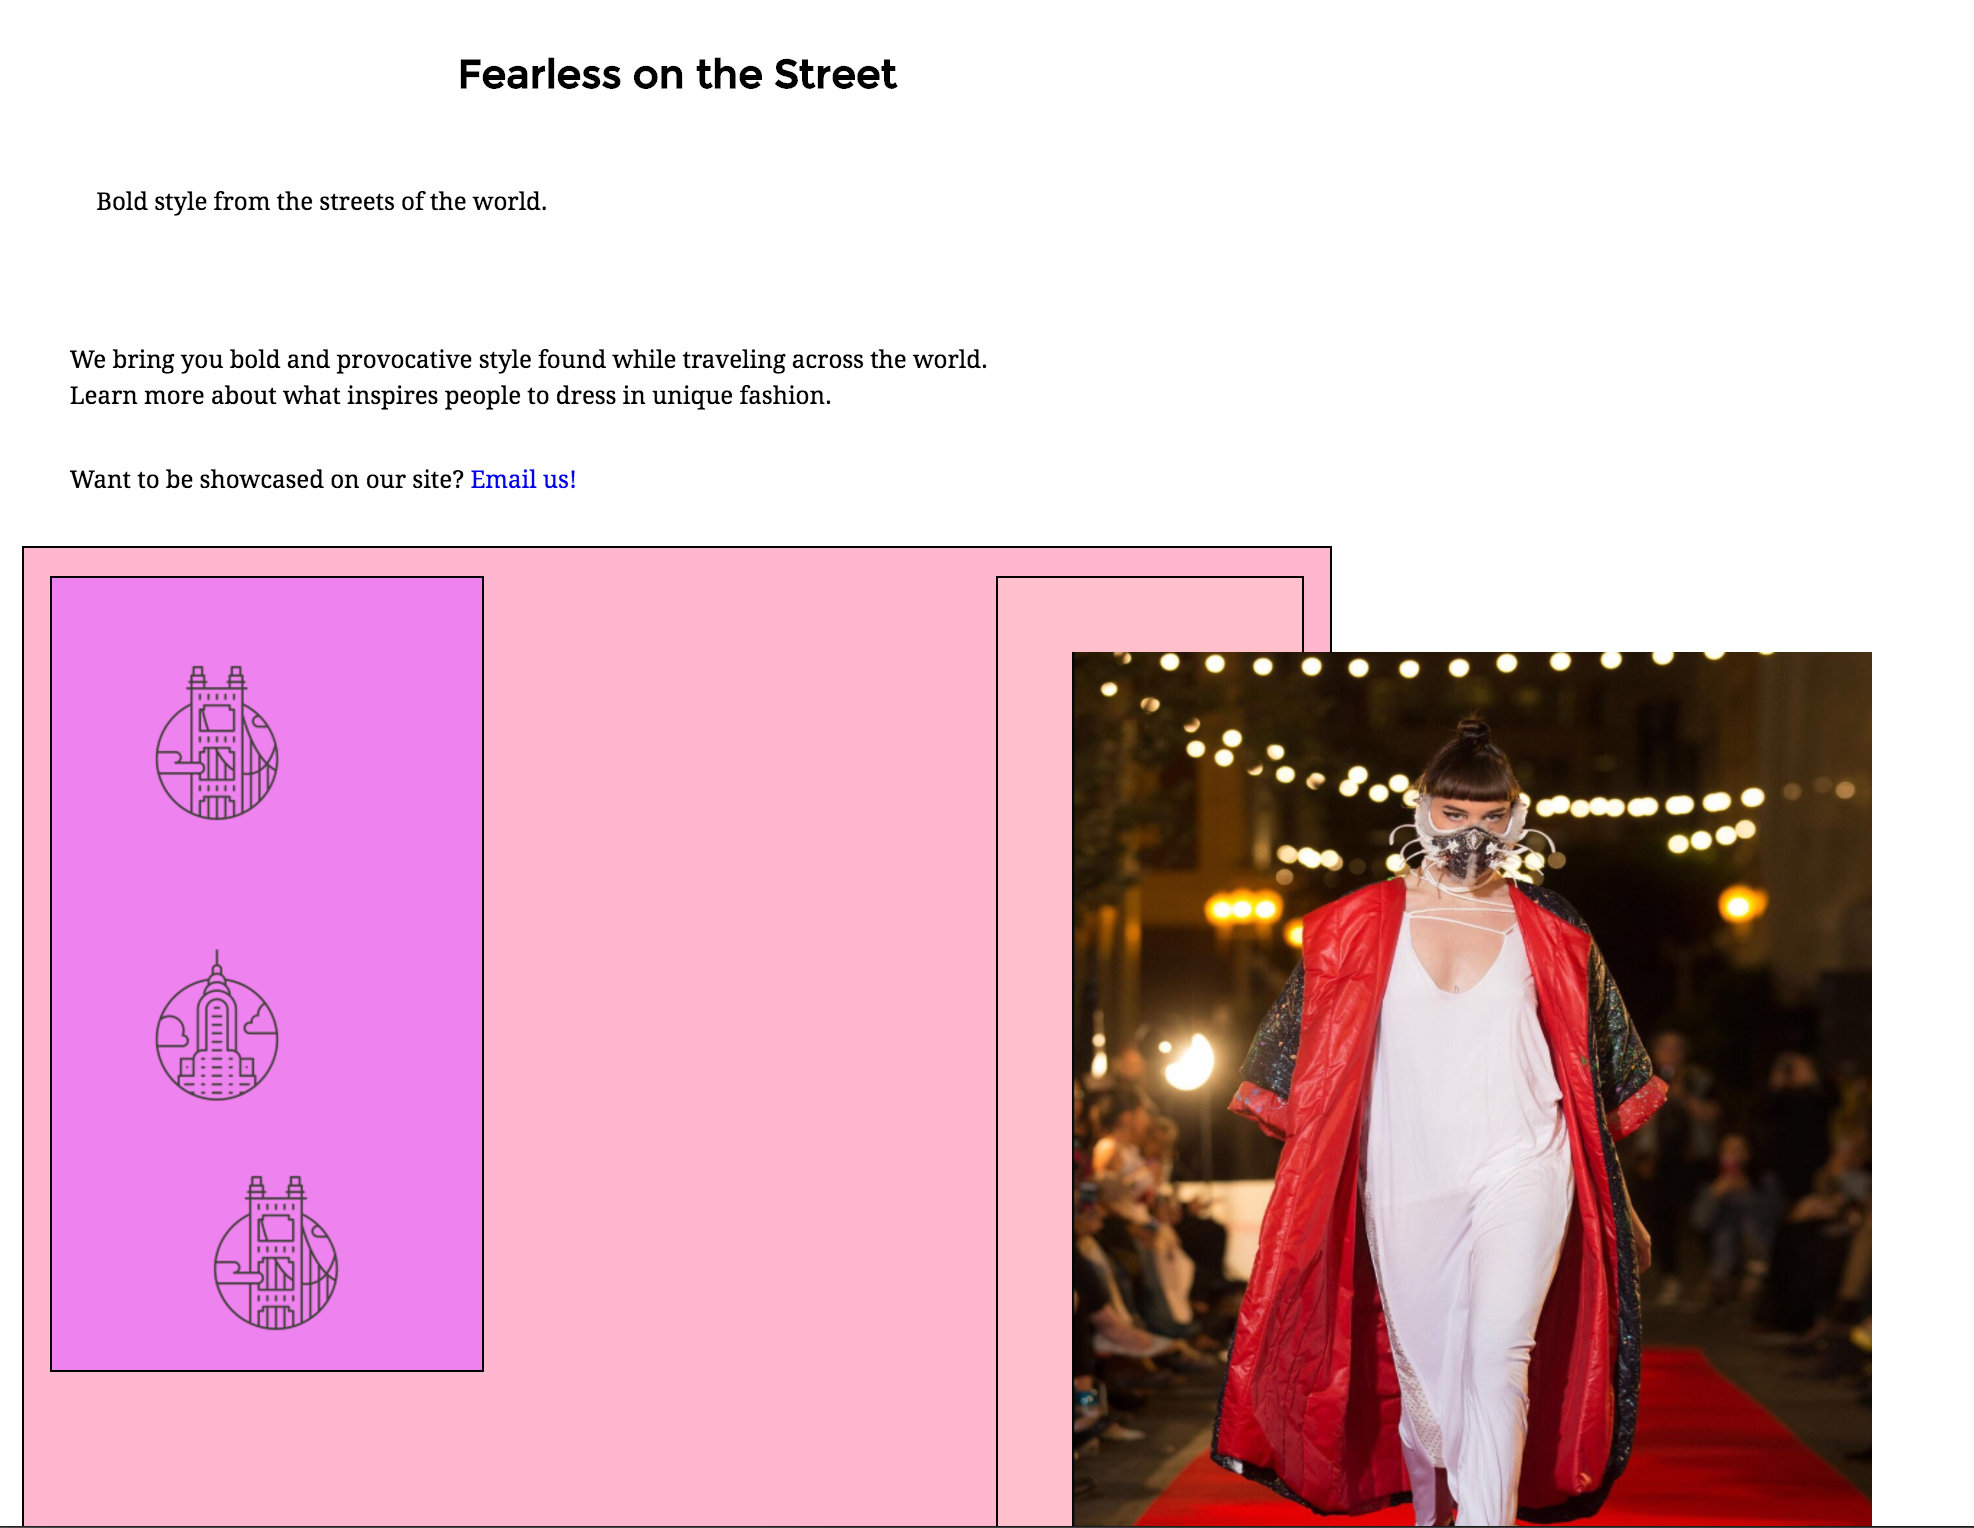 Fearless on the Street
Bold style from the streets of the world.
We bring you bold and provocative style found while traveling across the world.
Learn more about what inspires people to dress in unique fashion.
Want to be showcased on our site? Email us!